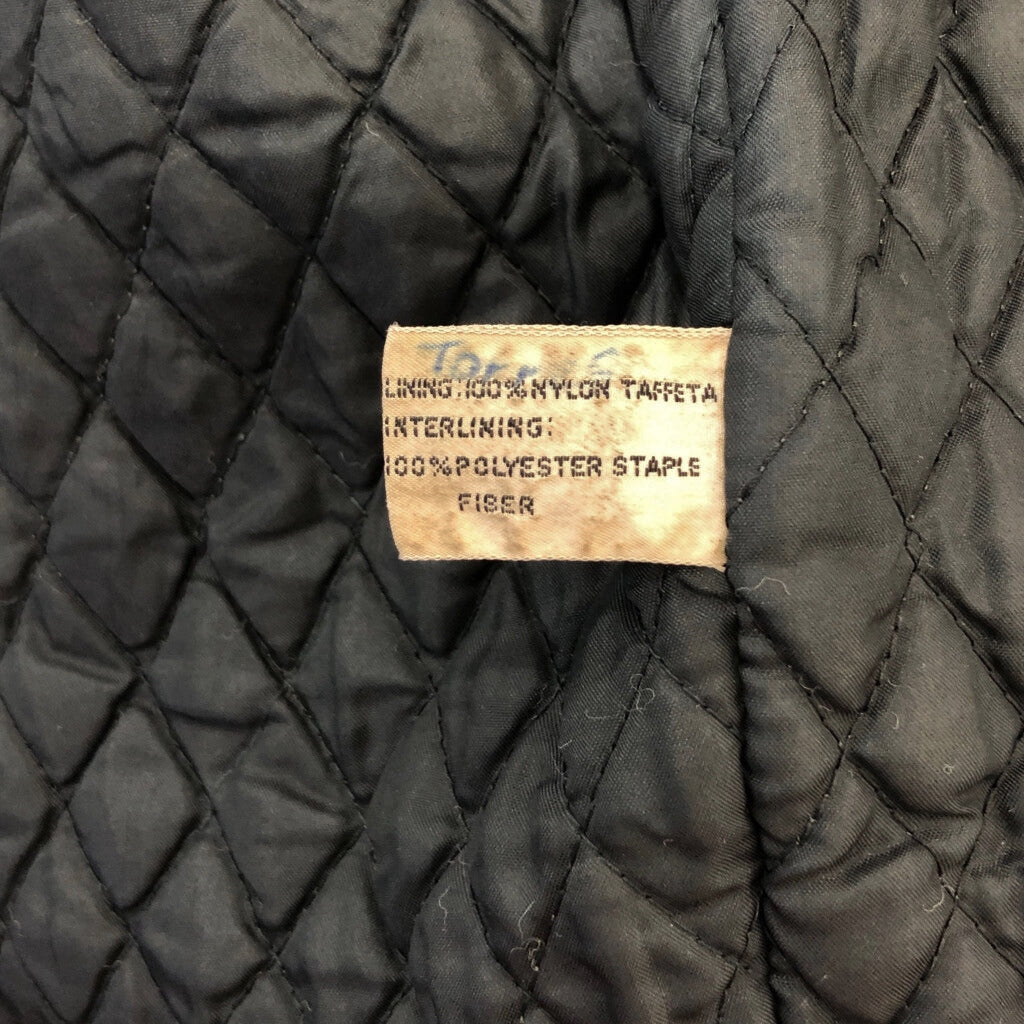 LINING:100%NYLON TAFFETA
INTERLINING:
100%POLYESTER STAPLE
FIBER